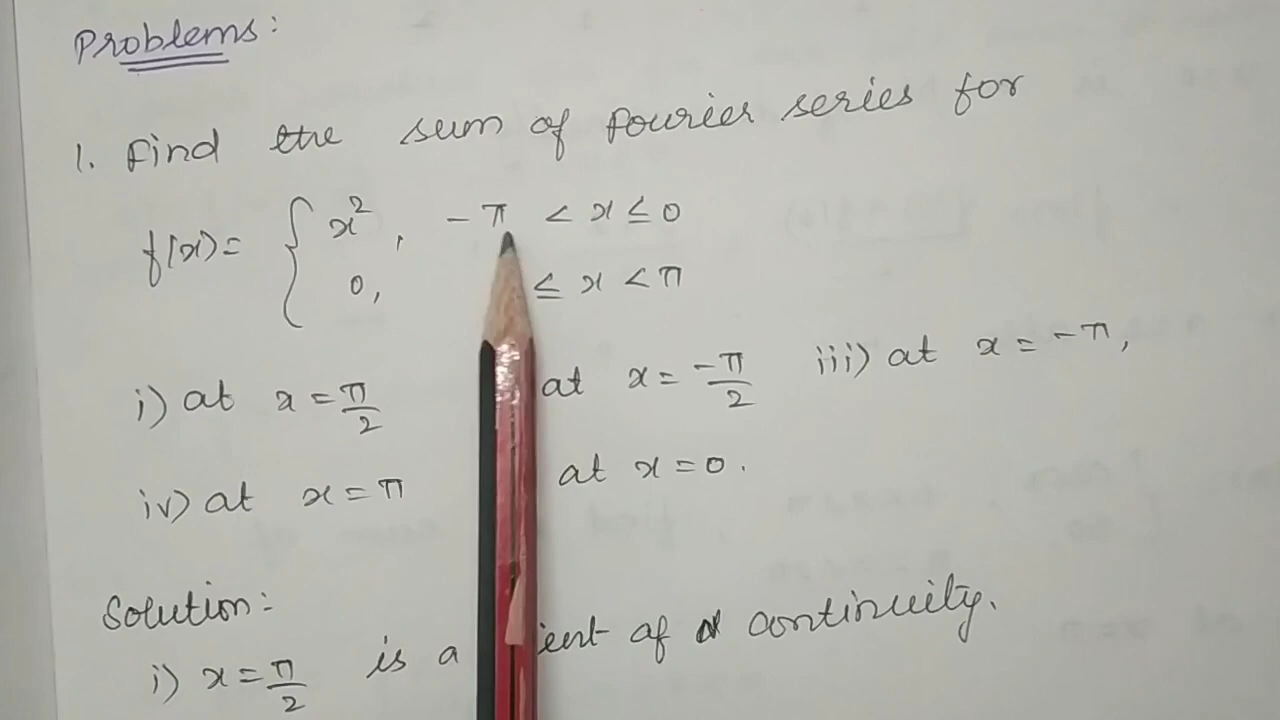 Problems:
1. Find the sum of Fourier series for
f(x) = { x², -π < x ≤ 0
0, ≤ x < π
i) at x = π/2 at x = -π/2 iii) at x = -π,
iv) at x = π at x = 0.
Solution:
i) x = π/2 is a of continuity.